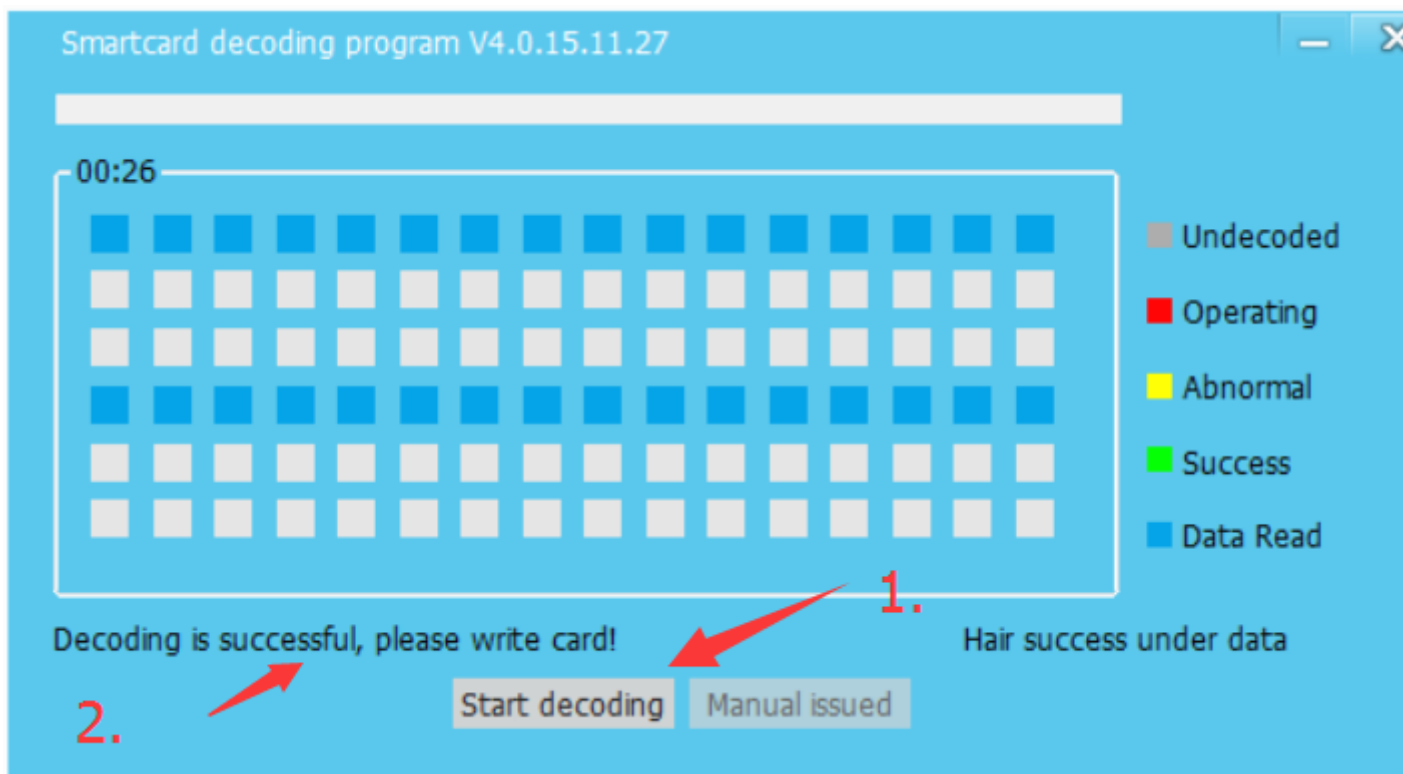 Smartcard decoding program V4.0.15.11.27
00:26
Undecoded
Operating
Abnormal
Success
Data Read
1.
Decoding is successful, please write card!
Hair success under data
2.
Start decoding
Manual issued